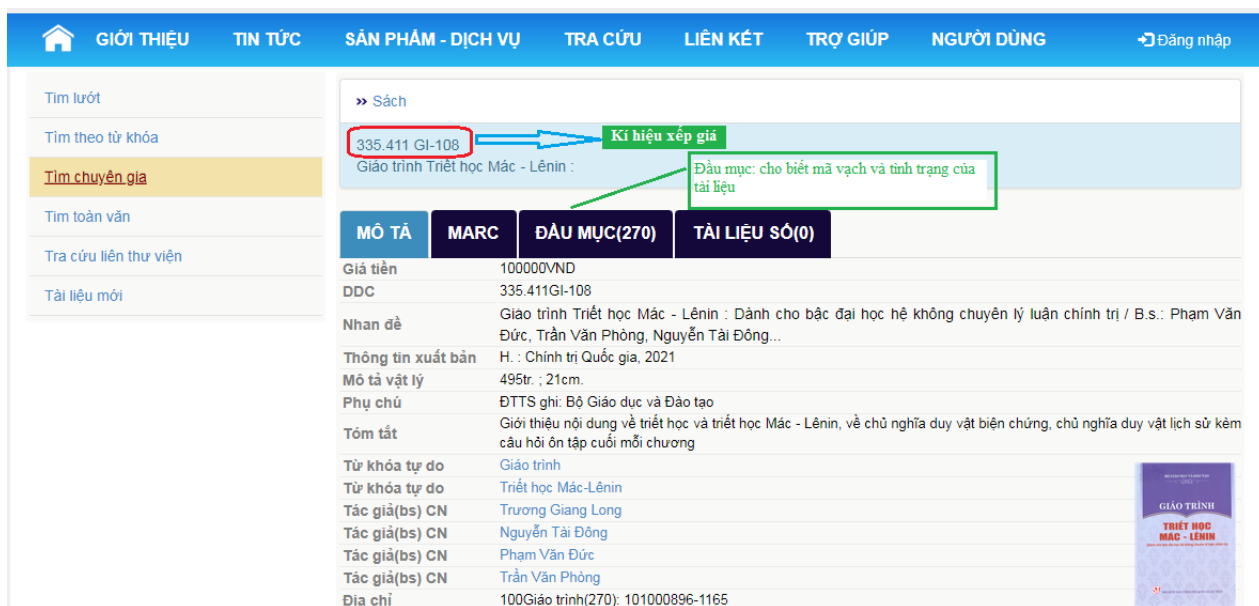 GIỚI THIỆU TIN TỨC SẢN PHẨM - DỊCH VỤ TRA CỨU LIÊN KẾT TRỢ GIÚP NGƯỜI DÙNG Đăng nhập
Tìm lướt
Tìm theo từ khóa
Tìm chuyên gia
Tìm toàn văn
Tra cứu liên thư viện
Tài liệu mới
›› Sách
335.411 GI-108
Kí hiệu xếp giá
Giáo trình Triết học Mác - Lênin :
Đầu mục: cho biết mã vạch và tình trạng của
tài liệu
MÔ TẢ MARC ĐẦU MỤC(270) TÀI LIỆU SỐ(0)
Giá tiền 100000VND
DDC 335.411GI-108
Nhan đề Giáo trình Triết học Mác - Lênin : Dành cho bậc đại học hệ không chuyên lý luận chính trị / B.s.: Phạm Văn
Đức, Trần Văn Phòng, Nguyễn Tài Đông...
Thông tin xuất bản H. : Chính trị Quốc gia, 2021
Mô tả vật lý 495tr. ; 21cm.
Phụ chú ĐTTS ghi: Bộ Giáo dục và Đào tạo
Tóm tắt Giới thiệu nội dung về triết học và triết học Mác - Lênin, về chủ nghĩa duy vật biện chứng, chủ nghĩa duy vật lịch sử kèm
câu hỏi ôn tập cuối mỗi chương
Từ khóa tự do Giáo trình
Từ khóa tự do Triết học Mác-Lênin
Tác giả(bs) CN Trương Giang Long
Tác giả(bs) CN Nguyễn Tài Đông
Tác giả(bs) CN Phạm Văn Đức
Tác giả(bs) CN Trần Văn Phòng
Địa chỉ 100Giáo trình(270): 101000896-1165
GIÁO TRÌNH
TRIẾT HỌC
MÁC - LÊNIN